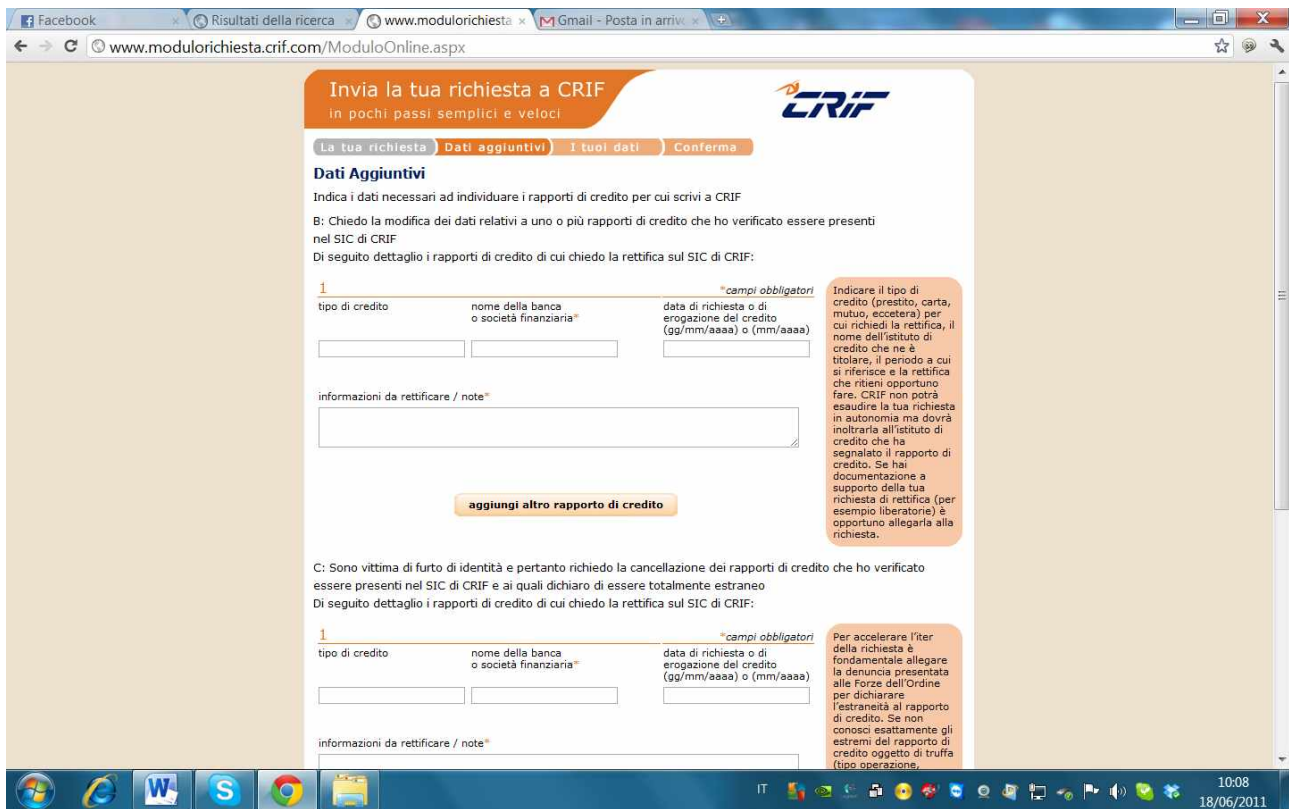 Facebook
Risultati della ricerca
www.modulorichiesta
Gmail - Posta in arrivo
www.modulorichiesta.crif.com/ModuloOnline.aspx
Invia la tua richiesta a CRIF
in pochi passi semplici e veloci
CRIF
La tua richiesta
Dati aggiuntivi
I tuoi dati
Conferma
Dati Aggiuntivi
Indica i dati necessari ad individuare i rapporti di credito per cui scrivi a CRIF
B: Chiedo la modifica dei dati relativi a uno o più rapporti di credito che ho verificato essere presenti
nel SIC di CRIF
Di seguito dettaglio i rapporti di credito di cui chiedo la rettifica sul SIC di CRIF:
1
*campi obbligatori
tipo di credito
nome della banca
o società finanziaria*
data di richiesta o di
erogazione del credito
(gg/mm/aaaa) o (mm/aaaa)
informazioni da rettificare / note*
aggiungi altro rapporto di credito
Indicare il tipo di
credito (prestito, carta,
mutuo, eccetera) per
cui richiedi la rettifica, il
nome dell'istituto di
credito che ne è
titolare, il periodo a cui
si riferisce e la rettifica
che ritieni opportuno
fare. CRIF non potrà
esaudire la tua richiesta
in autonomia ma dovrà
inoltrarla all'istituto di
credito che ha
segnalato il rapporto di
credito. Se hai
documentazione a
supporto della tua
richiesta di rettifica (per
esempio liberatorie) è
opportuno allegarla alla
richiesta.
C: Sono vittima di furto di identità e pertanto richiedo la cancellazione dei rapporti di credito che ho verificato
essere presenti nel SIC di CRIF e ai quali dichiaro di essere totalmente estraneo
Di seguito dettaglio i rapporti di credito di cui chiedo la rettifica sul SIC di CRIF:
1
*campi obbligatori
tipo di credito
nome della banca
o società finanziaria*
data di richiesta o di
erogazione del credito
(gg/mm/aaaa) o (mm/aaaa)
informazioni da rettificare / note*
Per accelerare l'iter
della richiesta è
fondamentale allegare
la denuncia presentata
alle Forze dell'Ordine
per dichiarare
l'estraneità al rapporto
di credito. Se non
conosci esattamente gli
estremi del rapporto di
credito oggetto di truffa
(tipo operazione,
IT
10:08
18/06/2011